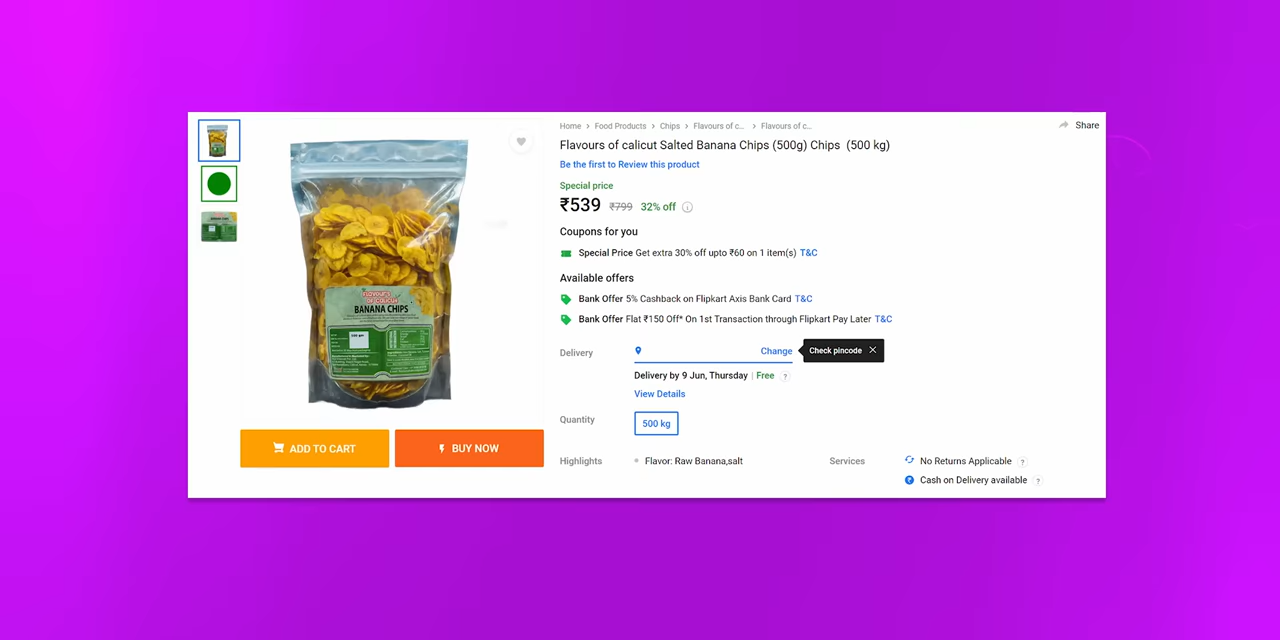 Home > Food Products > Chips > Flavours of c... > Flavours of c...
Share
Flavours of calicut Salted Banana Chips (500g) Chips (500 kg)
Be the first to Review this product
Special price
₹539 ₹799 32% off
Coupons for you
Special Price Get extra 30% off upto ₹60 on 1 item(s) T&C
Available offers
Bank Offer 5% Cashback on Flipkart Axis Bank Card T&C
Bank Offer Flat ₹150 Off* On 1st Transaction through Flipkart Pay Later T&C
Delivery
Change
Check pincode
Delivery by 9 Jun, Thursday | Free ?
View Details
Quantity
500 kg
Highlights
Flavor: Raw Banana,salt
Services
No Returns Applicable ?
Cash on Delivery available ?
Flavours
of calicut
BANANA CHIPS
ADD TO CART
BUY NOW